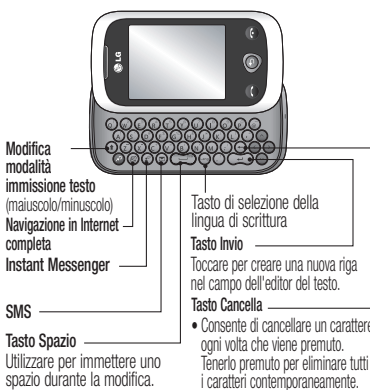 LG
Modifica
modalità
immissione testo
(maiuscolo/minuscolo)
Navigazione in Internet
completa
Instant Messenger
SMS
Tasto Spazio
Utilizzare per immettere uno
spazio durante la modifica.
Tasto di selezione della
lingua di scrittura
Tasto Invio
Toccare per creare una nuova riga
nel campo dell'editor del testo.
Tasto Cancella
• Consente di cancellare un carattere
ogni volta che viene premuto.
Tenerlo premuto per eliminare tutti
i caratteri contemporaneamente.